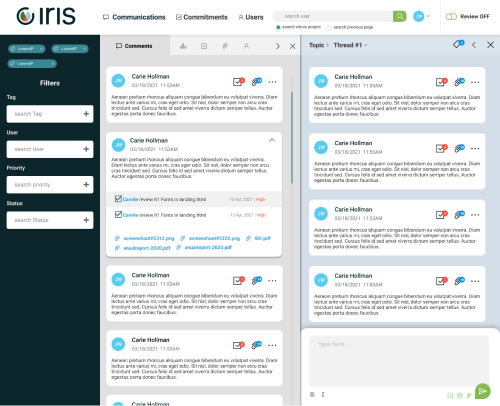 IRIS
Communications
Commitments
Users
search user
search whole project
search previous page
JW
Review OFF
LoremIP ×
LoremIP ×
LoremIP ×
Filters
Tag
search Tag
User
search User
Priority
search priority
Status
search Status
Comments
JW
Carie Hollman
03/18/2021 11:53AM
Aenean pretium rhoncus aliquam congue bibendum eu volutpat viverra. Diam
lectus ante varius mi, cras eget odio. Sit nisl, dolor semper non arcu cras
tincidunt sed. Cursus felis id sed amet viverra dictum semper tellus. Auctor
egestas porta donec faucibus.
JW
Carie Hollman
03/18/2021 11:53AM
Aenean pretium rhoncus aliquam congue bibendum eu volutpat viverra.
Diam lectus ante varius mi, cras eget odio. Sit nisl, dolor semper non arcu
cras tincidunt sed. Cursus felis id sed amet viverra dictum semper tellus.
Auctor egestas porta donec faucibus.
Camile review h1 Fonts in landing.html
13 Apr, 2021 | High
Camile review h1 Fonts in landing.html
13 Apr, 2021 | High
screenshoot#2312.png
screenshoot#2323.png
annualreport-2020.pdf
annualreport-2020.pdf
JW
Carie Hollman
03/18/2021 11:53AM
Aenean pretium rhoncus aliquam congue bibendum eu volutpat viverra. Diam
lectus ante varius mi, cras eget odio. Sit nisl, dolor semper non arcu cras
tincidunt sed. Cursus felis id sed amet viverra dictum semper tellus. Auctor
egestas porta donec faucibus.
JW
Carie Hollman
03/18/2021 11:53AM
Aenean pretium rhoncus aliquam congue bibendum eu volutpat viverra. Diam
lectus ante varius mi, cras eget odio. Sit nisl, dolor semper non arcu cras
tincidunt sed. Cursus felis id sed amet viverra dictum semper tellus. Auctor
egestas porta donec faucibus.
Topic > Thread #1
JW
Carie Hollman
03/18/2021 11:53AM
Aenean pretium rhoncus aliquam congue bibendum eu volutpat viverra. Diam
lectus ante varius mi, cras eget odio. Sit nisl, dolor semper non arcu cras
tincidunt sed. Cursus felis id sed amet viverra dictum semper tellus. Auctor
egestas porta donec faucibus.
JW
Carie Hollman
03/18/2021 11:53AM
Aenean pretium rhoncus aliquam congue bibendum eu volutpat viverra. Diam
lectus ante varius mi, cras eget odio. Sit nisl, dolor semper non arcu cras
tincidunt sed. Cursus felis id sed amet viverra dictum semper tellus. Auctor
egestas porta donec faucibus.
JW
Carie Hollman
03/18/2021 11:53AM
Aenean pretium rhoncus aliquam congue bibendum eu volutpat viverra. Diam
lectus ante varius mi, cras eget odio. Sit nisl, dolor semper non arcu cras
tincidunt sed. Cursus felis id sed amet viverra dictum semper tellus. Auctor
egestas porta donec faucibus.
JW
Carie Hollman
03/18/2021 11:53AM
Aenean pretium rhoncus aliquam congue bibendum eu volutpat viverra. Diam
lectus ante varius mi, cras eget odio. Sit nisl, dolor semper non arcu cras
tincidunt sed. Cursus felis id sed amet viverra dictum semper tellus. Auctor
egestas porta donec faucibus.
type here...
B I